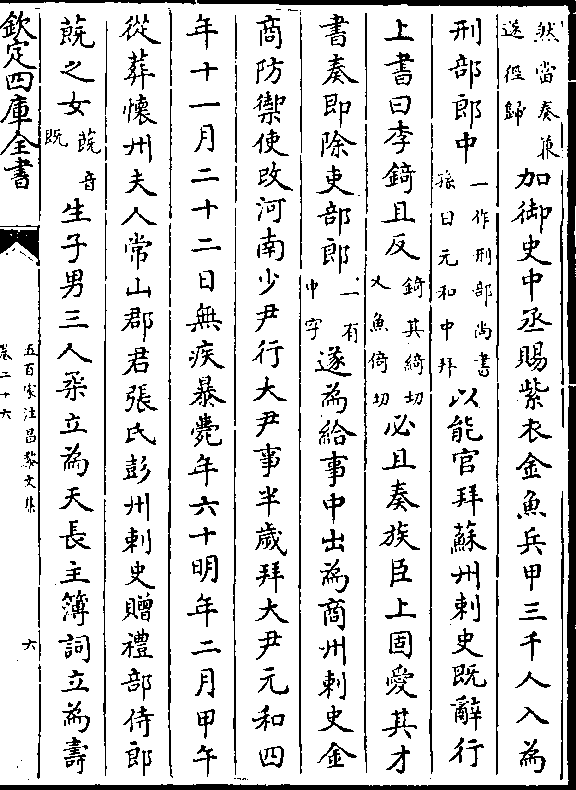 然當奏兼
送徑歸
加御史中丞賜紫衣金魚兵甲三千人入為
刑部郎中
一作刑部尚書
孫曰元和中拜
以能官拜蘇州刺史既辭行
上書曰李錡且反
錡其綺切
又魚倚切
必且奏族臣上固愛其才
書奏即除吏部郎
一有
中字
遂為給事中出為商州刺史金
商防禦使改河南少尹行大尹事半歲拜大尹元和四
年十一月二十二日無疾暴薨年六十明年二月甲午
從葬懷州夫人常山郡君張氏彭州刺史贈禮部侍郎
蔇之女
蔇音
既
生子男三人柔立為天長主簿詞立為壽
欽定四庫全書
五百家注昌黎文集
卷二十六
六